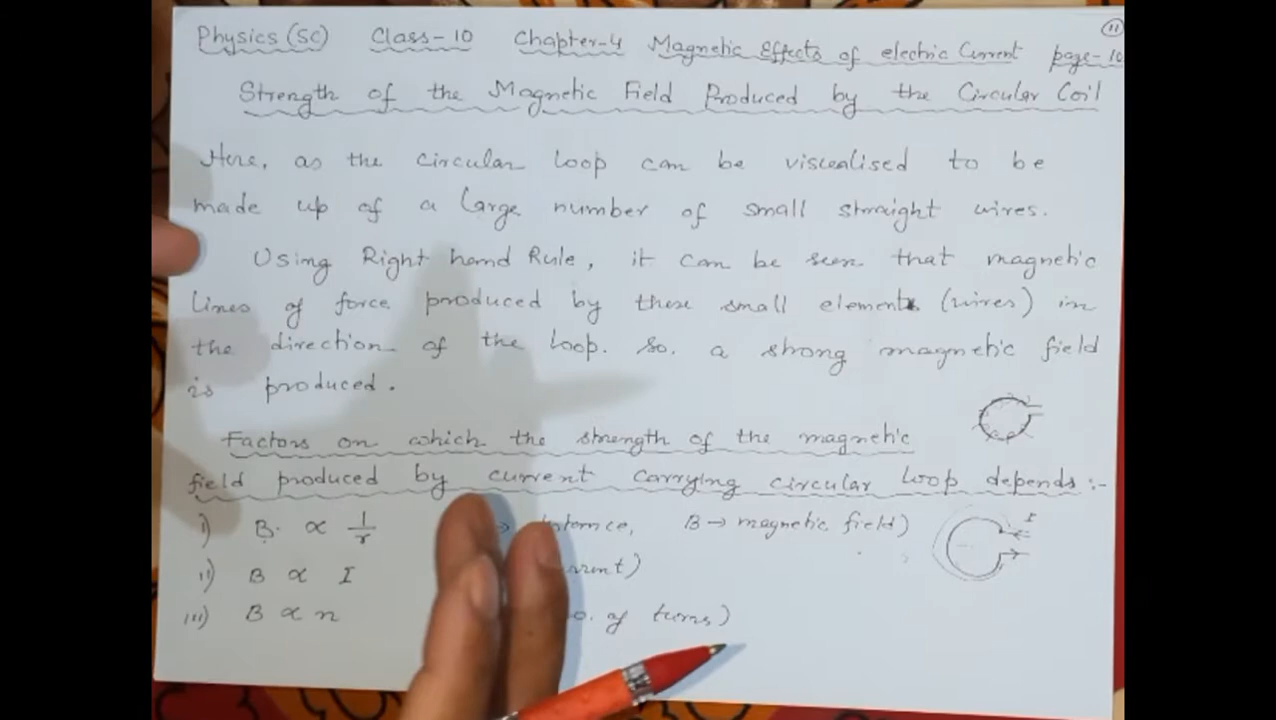 11
Physics (SC) Class-10 Chapter-4 Magnetic Effects of electric Current page-10
Strength of the Magnetic Field Produced by the Circular Coil
Here, as the circular loop can be viscealised to be
made up of a large number of small straight wires.
Using Right hand Rule, it can be seen that magnetic
lines of force produced by these small elements (wires) in
the direction of the loop. So. a strong magnetic field
is produced.
Factors on which the strength of the magnetic
field produced by current carrying circular loop depends :-
i) B ∝ 1/r → distance, B → magnetic field)
I
ii) B ∝ I
iii) B ∝ n of turns)